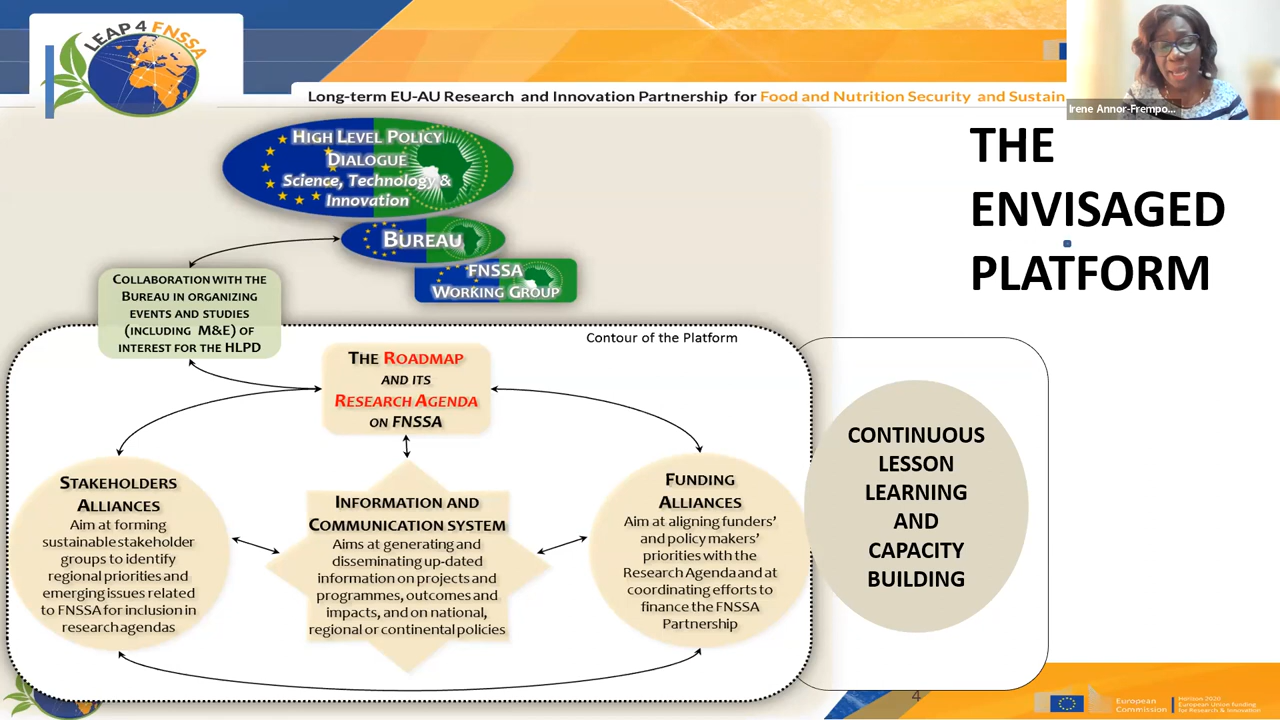 LEAP 4 FNSSA
Long-term EU-AU Research and Innovation Partnership for Food and Nutrition Security and Sustain
Irene Annor-Frempo...
HIGH LEVEL POLICY
DIALOGUE
Science, Technology &
Innovation
BUREAU
FNSSA
WORKING GROUP
THE
ENVISAGED
PLATFORM
COLLABORATION WITH THE
BUREAU IN ORGANIZING
EVENTS AND STUDIES
(INCLUDING M&E) OF
INTEREST FOR THE HLPD
Contour of the Platform
THE ROADMAP
AND ITS
RESEARCH AGENDA
ON FNSSA
STAKEHOLDERS
ALLIANCES
Aim at forming
sustainable stakeholder
groups to identify
regional priorities and
emerging issues related
to FNSSA for inclusion in
research agendas
INFORMATION AND
COMMUNICATION SYSTEM
Aims at generating and
disseminating up-dated
information on projects and
programmes, outcomes and
impacts, and on national,
regional or continental policies
FUNDING
ALLIANCES
Aim at aligning funders'
and policy makers'
priorities with the
Research Agenda and at
coordinating efforts to
finance the FNSSA
Partnership
CONTINUOUS
LESSON
LEARNING
AND
CAPACITY
BUILDING
4
European
Commission
Horizon 2020
European Union funding
for Research & Innovation